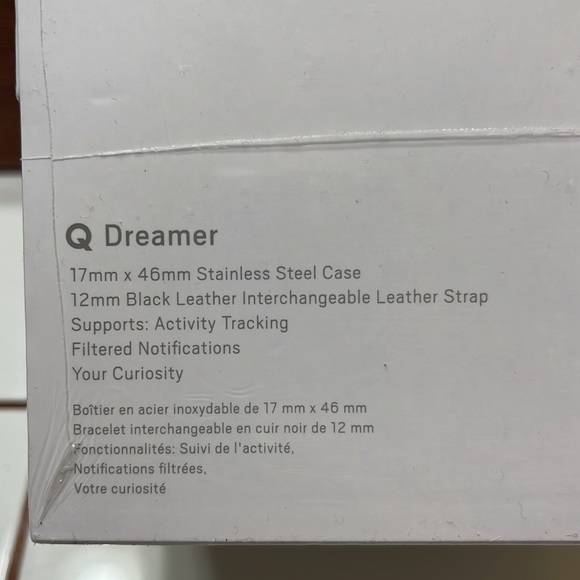 Q Dreamer
17mm x 46mm Stainless Steel Case
12mm Black Leather Interchangeable Leather Strap
Supports: Activity Tracking
Filtered Notifications
Your Curiosity
Boîtier en acier inoxydable de 17 mm x 46 mm
Bracelet interchangeable en cuir noir de 12 mm
Fonctionnalités: Suivi de l'activité,
Notifications filtrées,
Votre curiosité